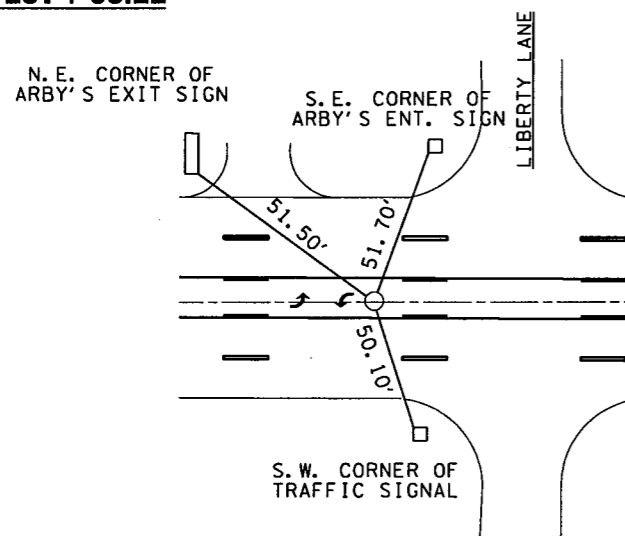 N.E. CORNER OF
ARBY'S EXIT SIGN
S.E. CORNER OF
ARBY'S ENT. SIGN
LIBERTY LANE
51.50'
51.70'
50.10'
S.W. CORNER OF
TRAFFIC SIGNAL